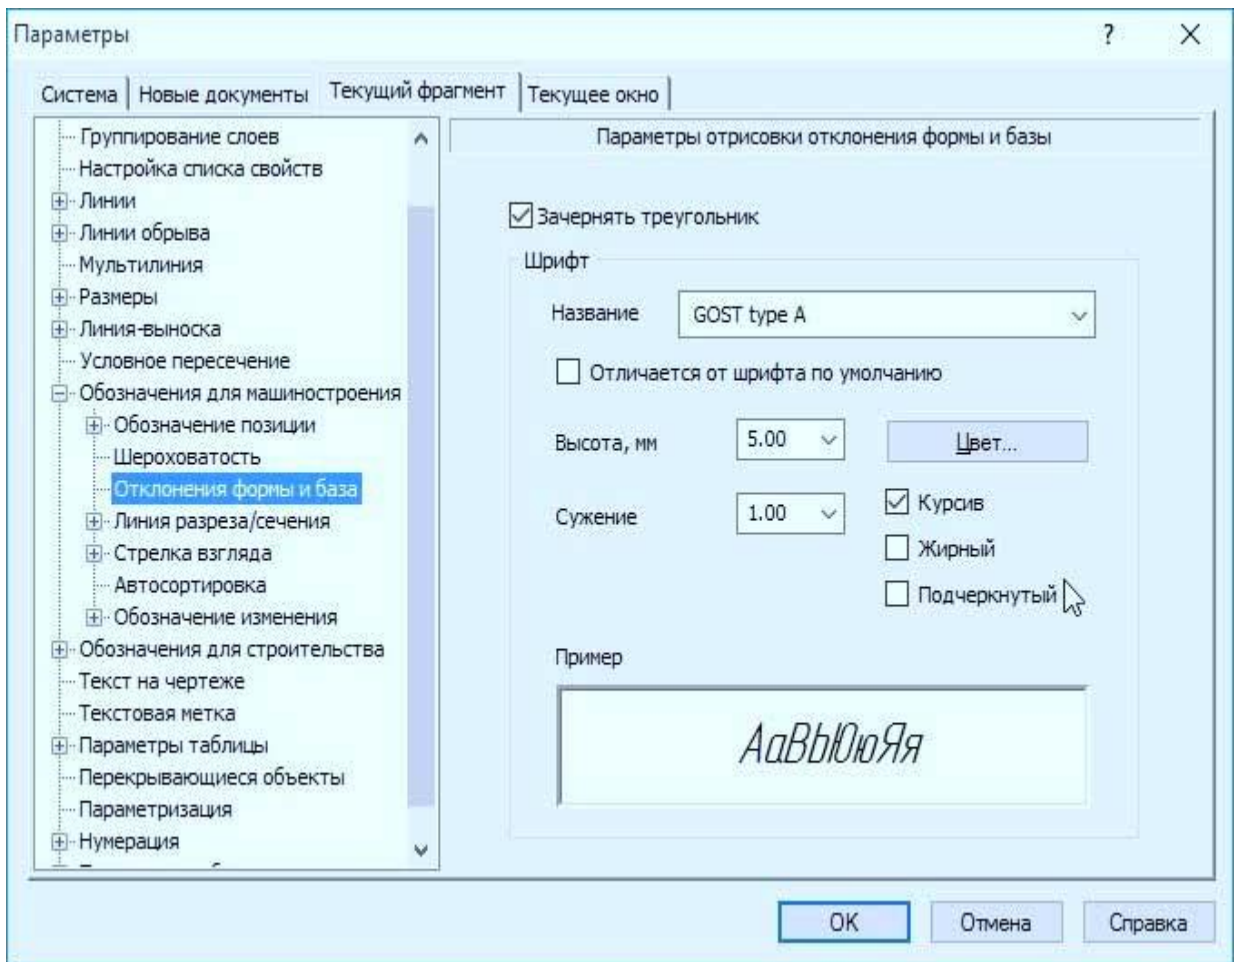 Параметры
?
Система
Новые документы
Текущий фрагмент
Текущее окно
Группирование слоев
Настройка списка свойств
Линии
Линии обрыва
Мультилиния
Размеры
Линия-выноска
Условное пересечение
Обозначения для машиностроения
Обозначение позиции
Шероховатость
Отклонения формы и база
Линия разреза/сечения
Стрелка взгляда
Автосортировка
Обозначение изменения
Обозначения для строительства
Текст на чертеже
Текстовая метка
Параметры таблицы
Перекрывающиеся объекты
Параметризация
Нумерация
Параметры отрисовки отклонения формы и базы
Зачернять треугольник
Шрифт
Название GOST type A
Отличается от шрифта по умолчанию
Высота, мм 5.00 Цвет...
Сужение 1.00
Курсив
Жирный
Подчеркнутый
Пример
АаВЫЮюЯя
OK Отмена Справка